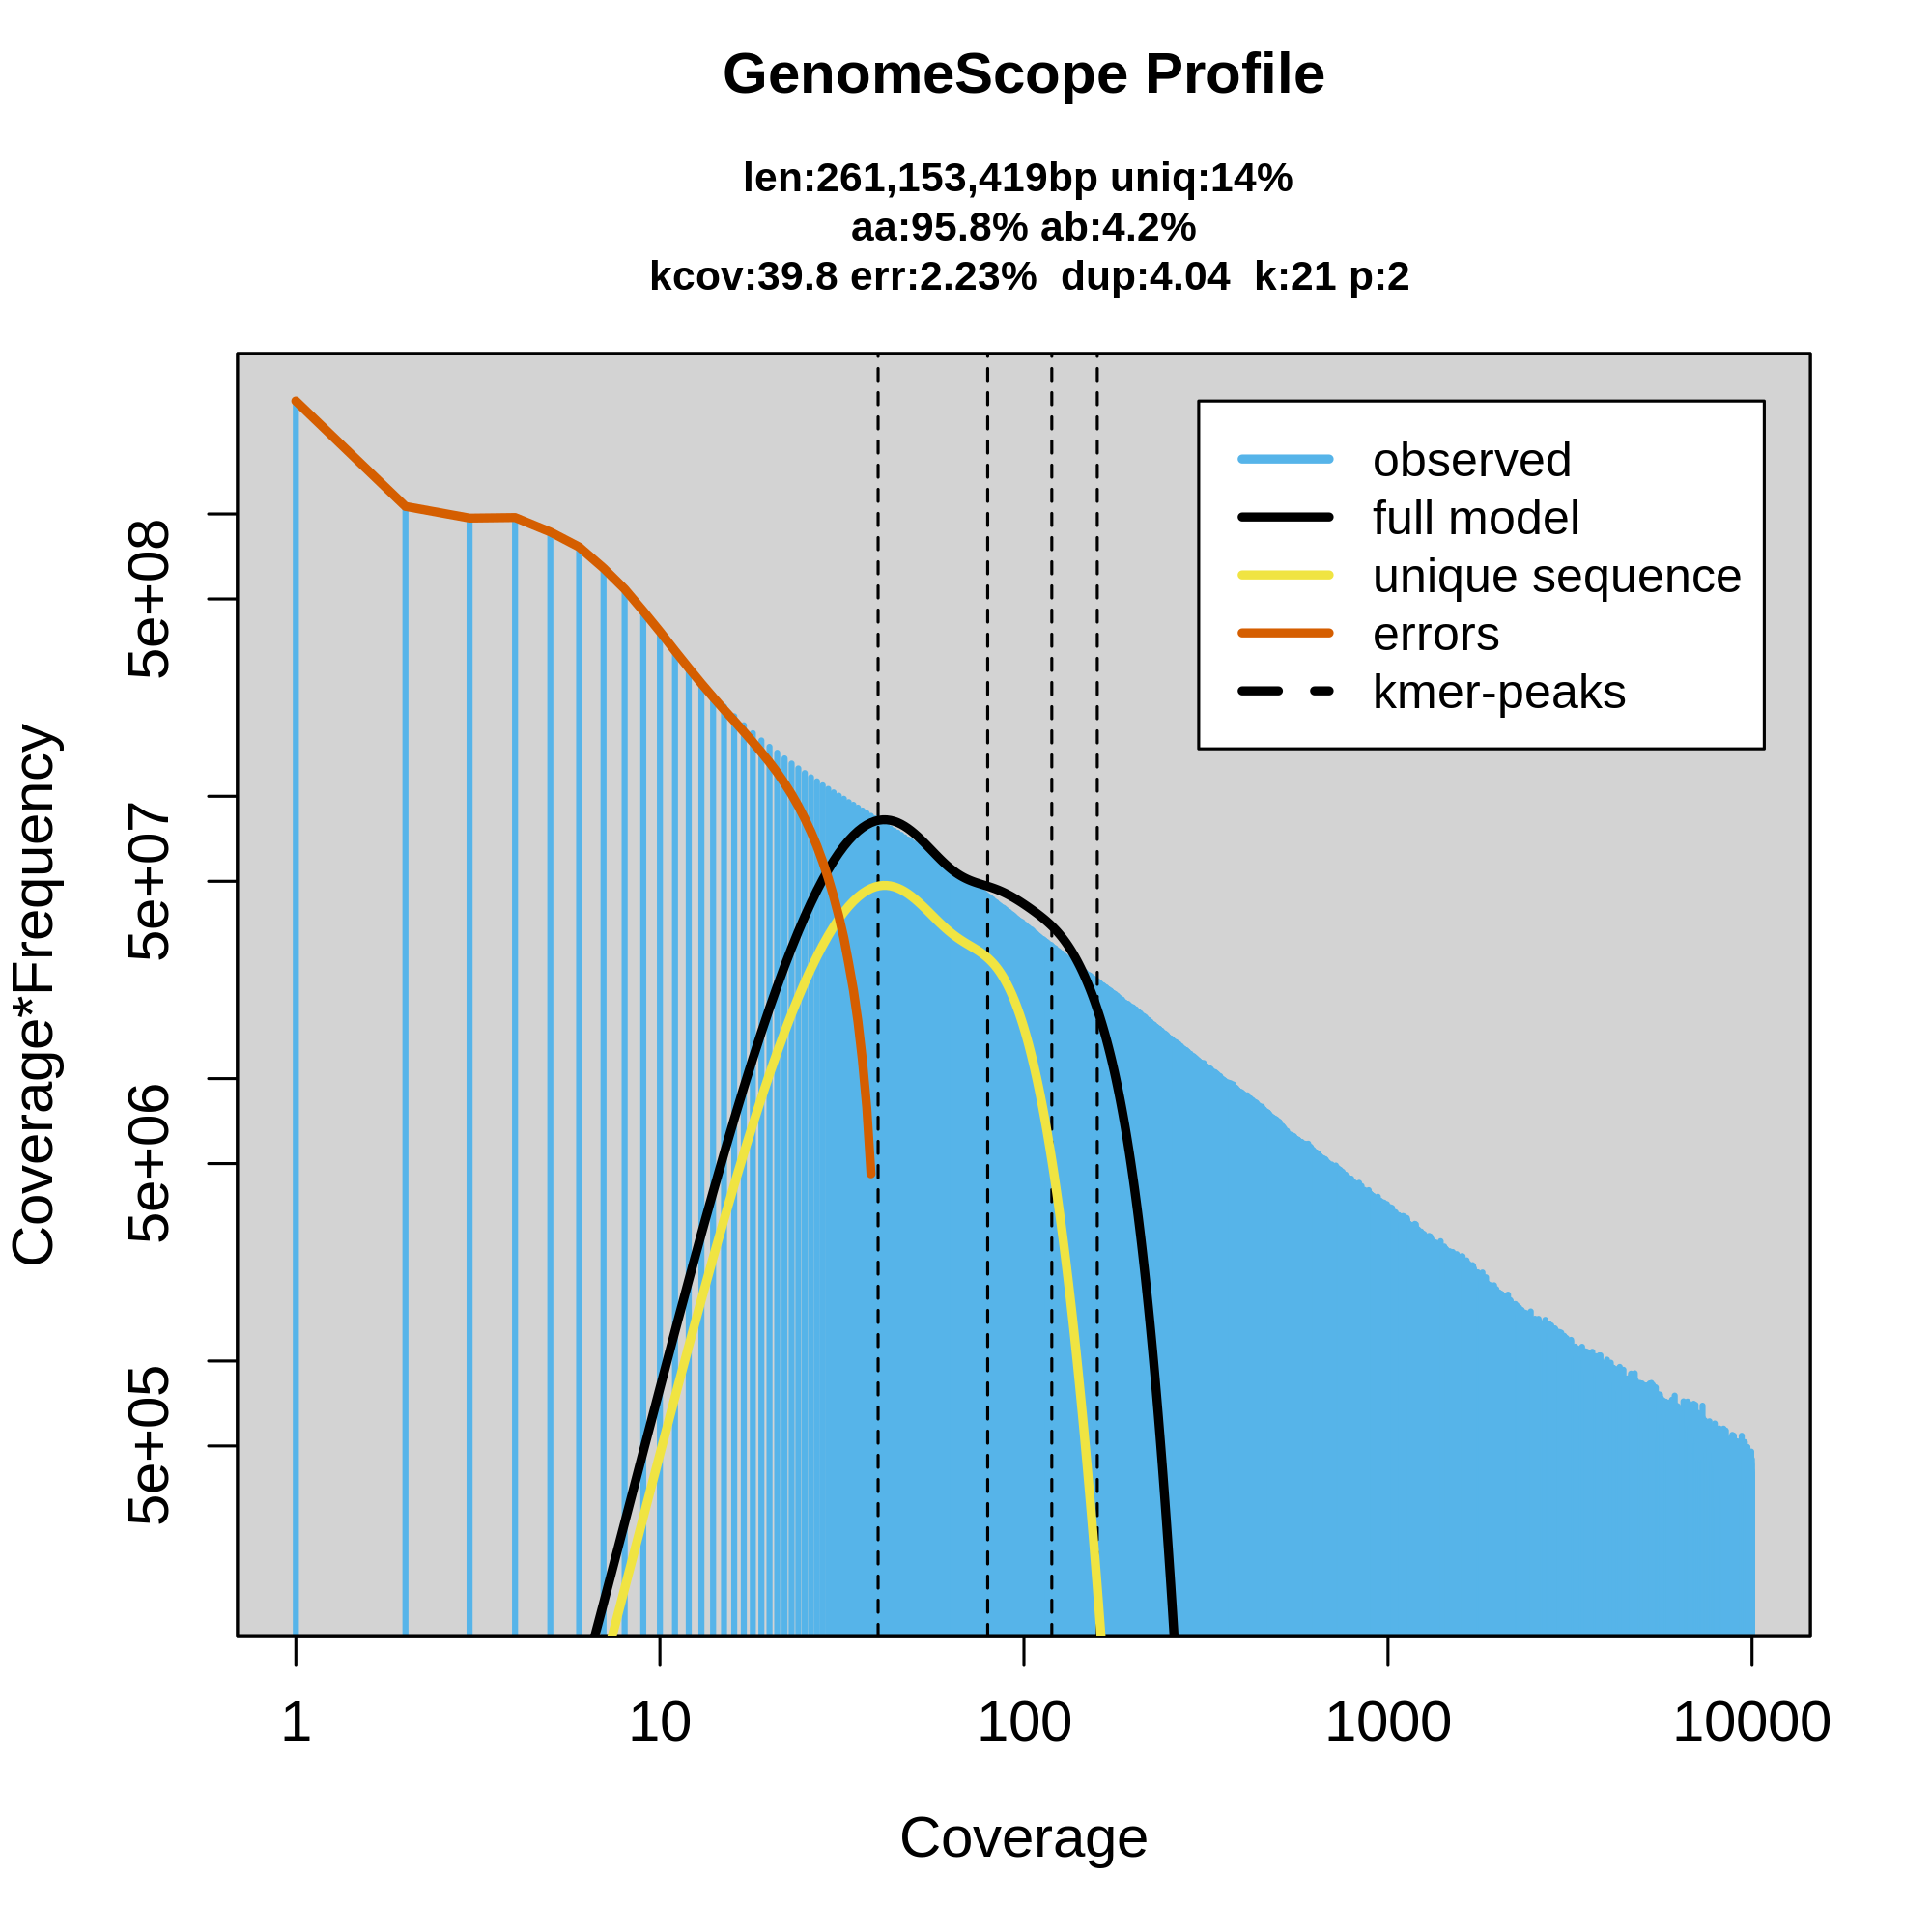 GenomeScope Profile
len:261,153,419bp uniq:14%
aa:95.8% ab:4.2%
kcov:39.8 err:2.23%  dup:4.04  k:21 p:2
observed
full model
unique sequence
errors
kmer-peaks
Coverage*Frequency
5e+08
5e+07
5e+06
5e+05
1 10 100 1000 10000
Coverage